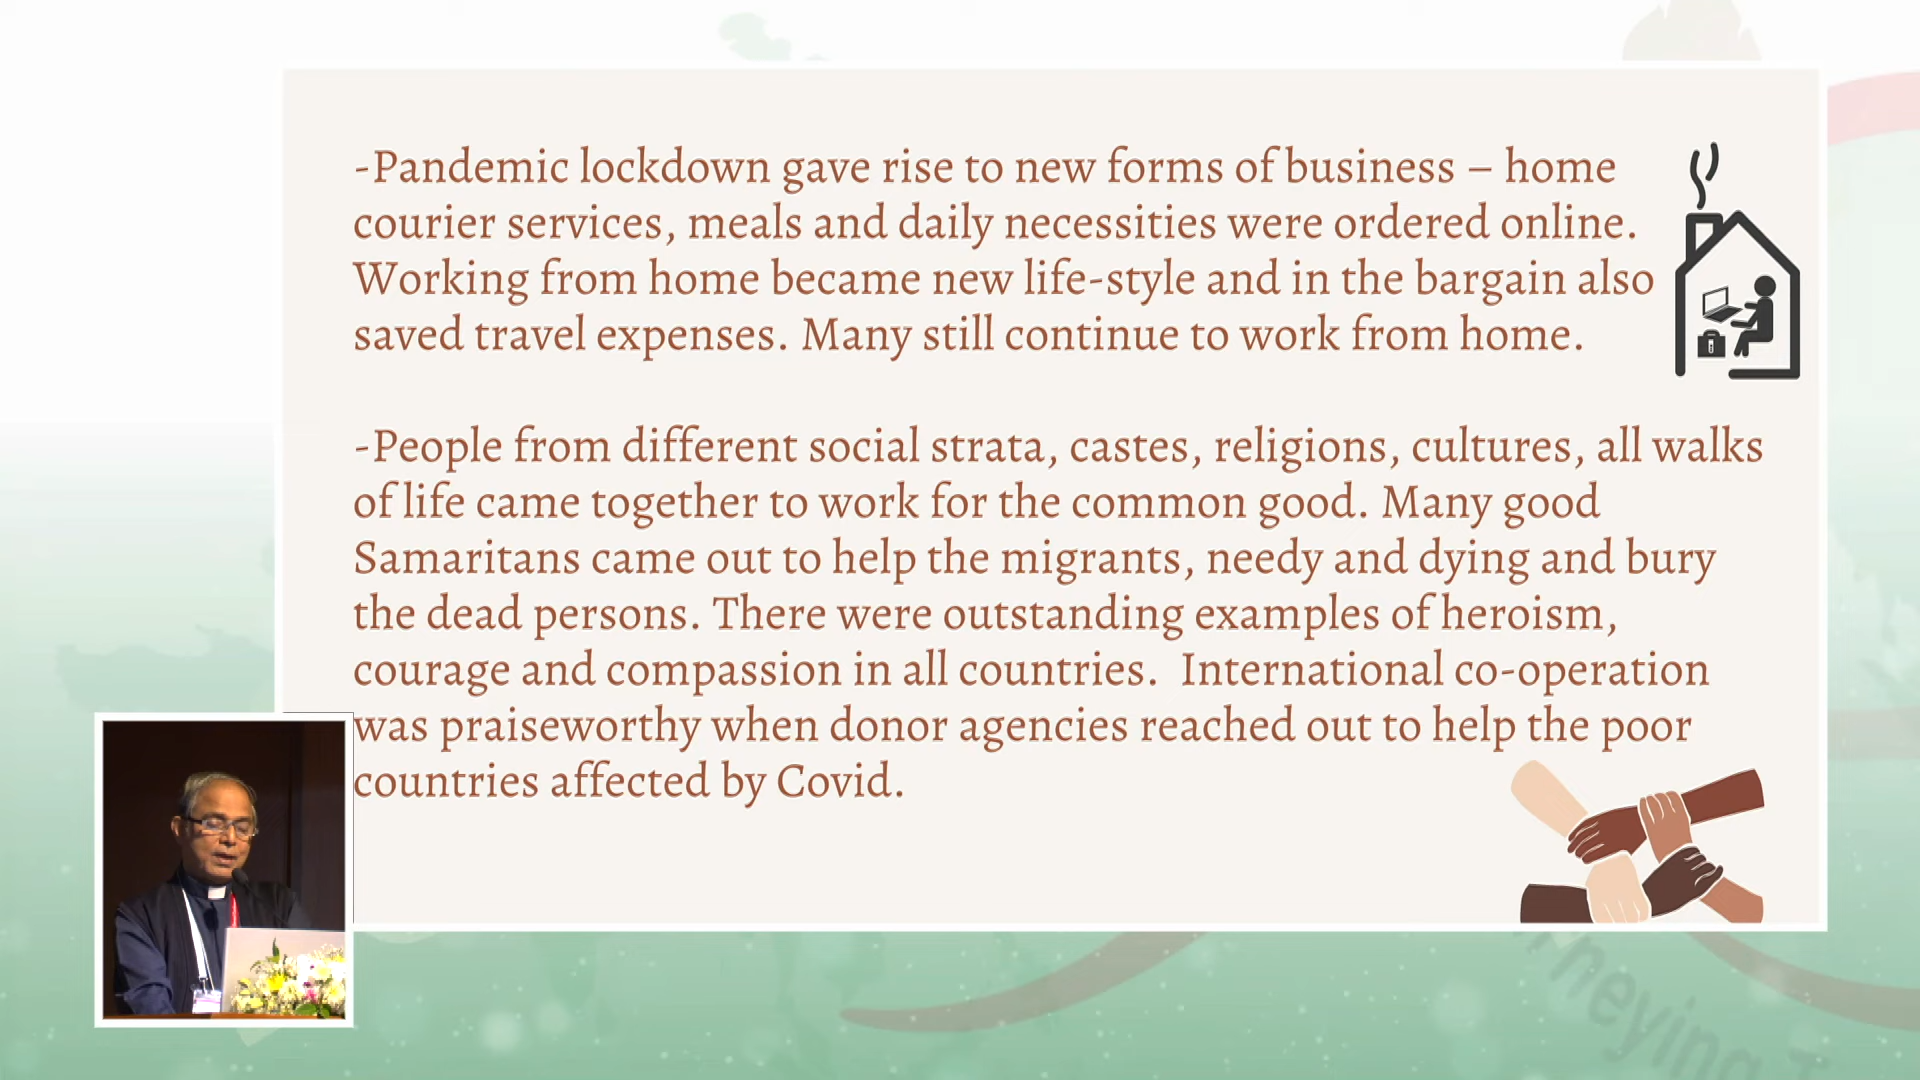 -Pandemic lockdown gave rise to new forms of business – home
courier services, meals and daily necessities were ordered online.
Working from home became new life-style and in the bargain also
saved travel expenses. Many still continue to work from home.
-People from different social strata, castes, religions, cultures, all walks
of life came together to work for the common good. Many good
Samaritans came out to help the migrants, needy and dying and bury
the dead persons. There were outstanding examples of heroism,
courage and compassion in all countries.  International co-operation
was praiseworthy when donor agencies reached out to help the poor
countries affected by Covid.